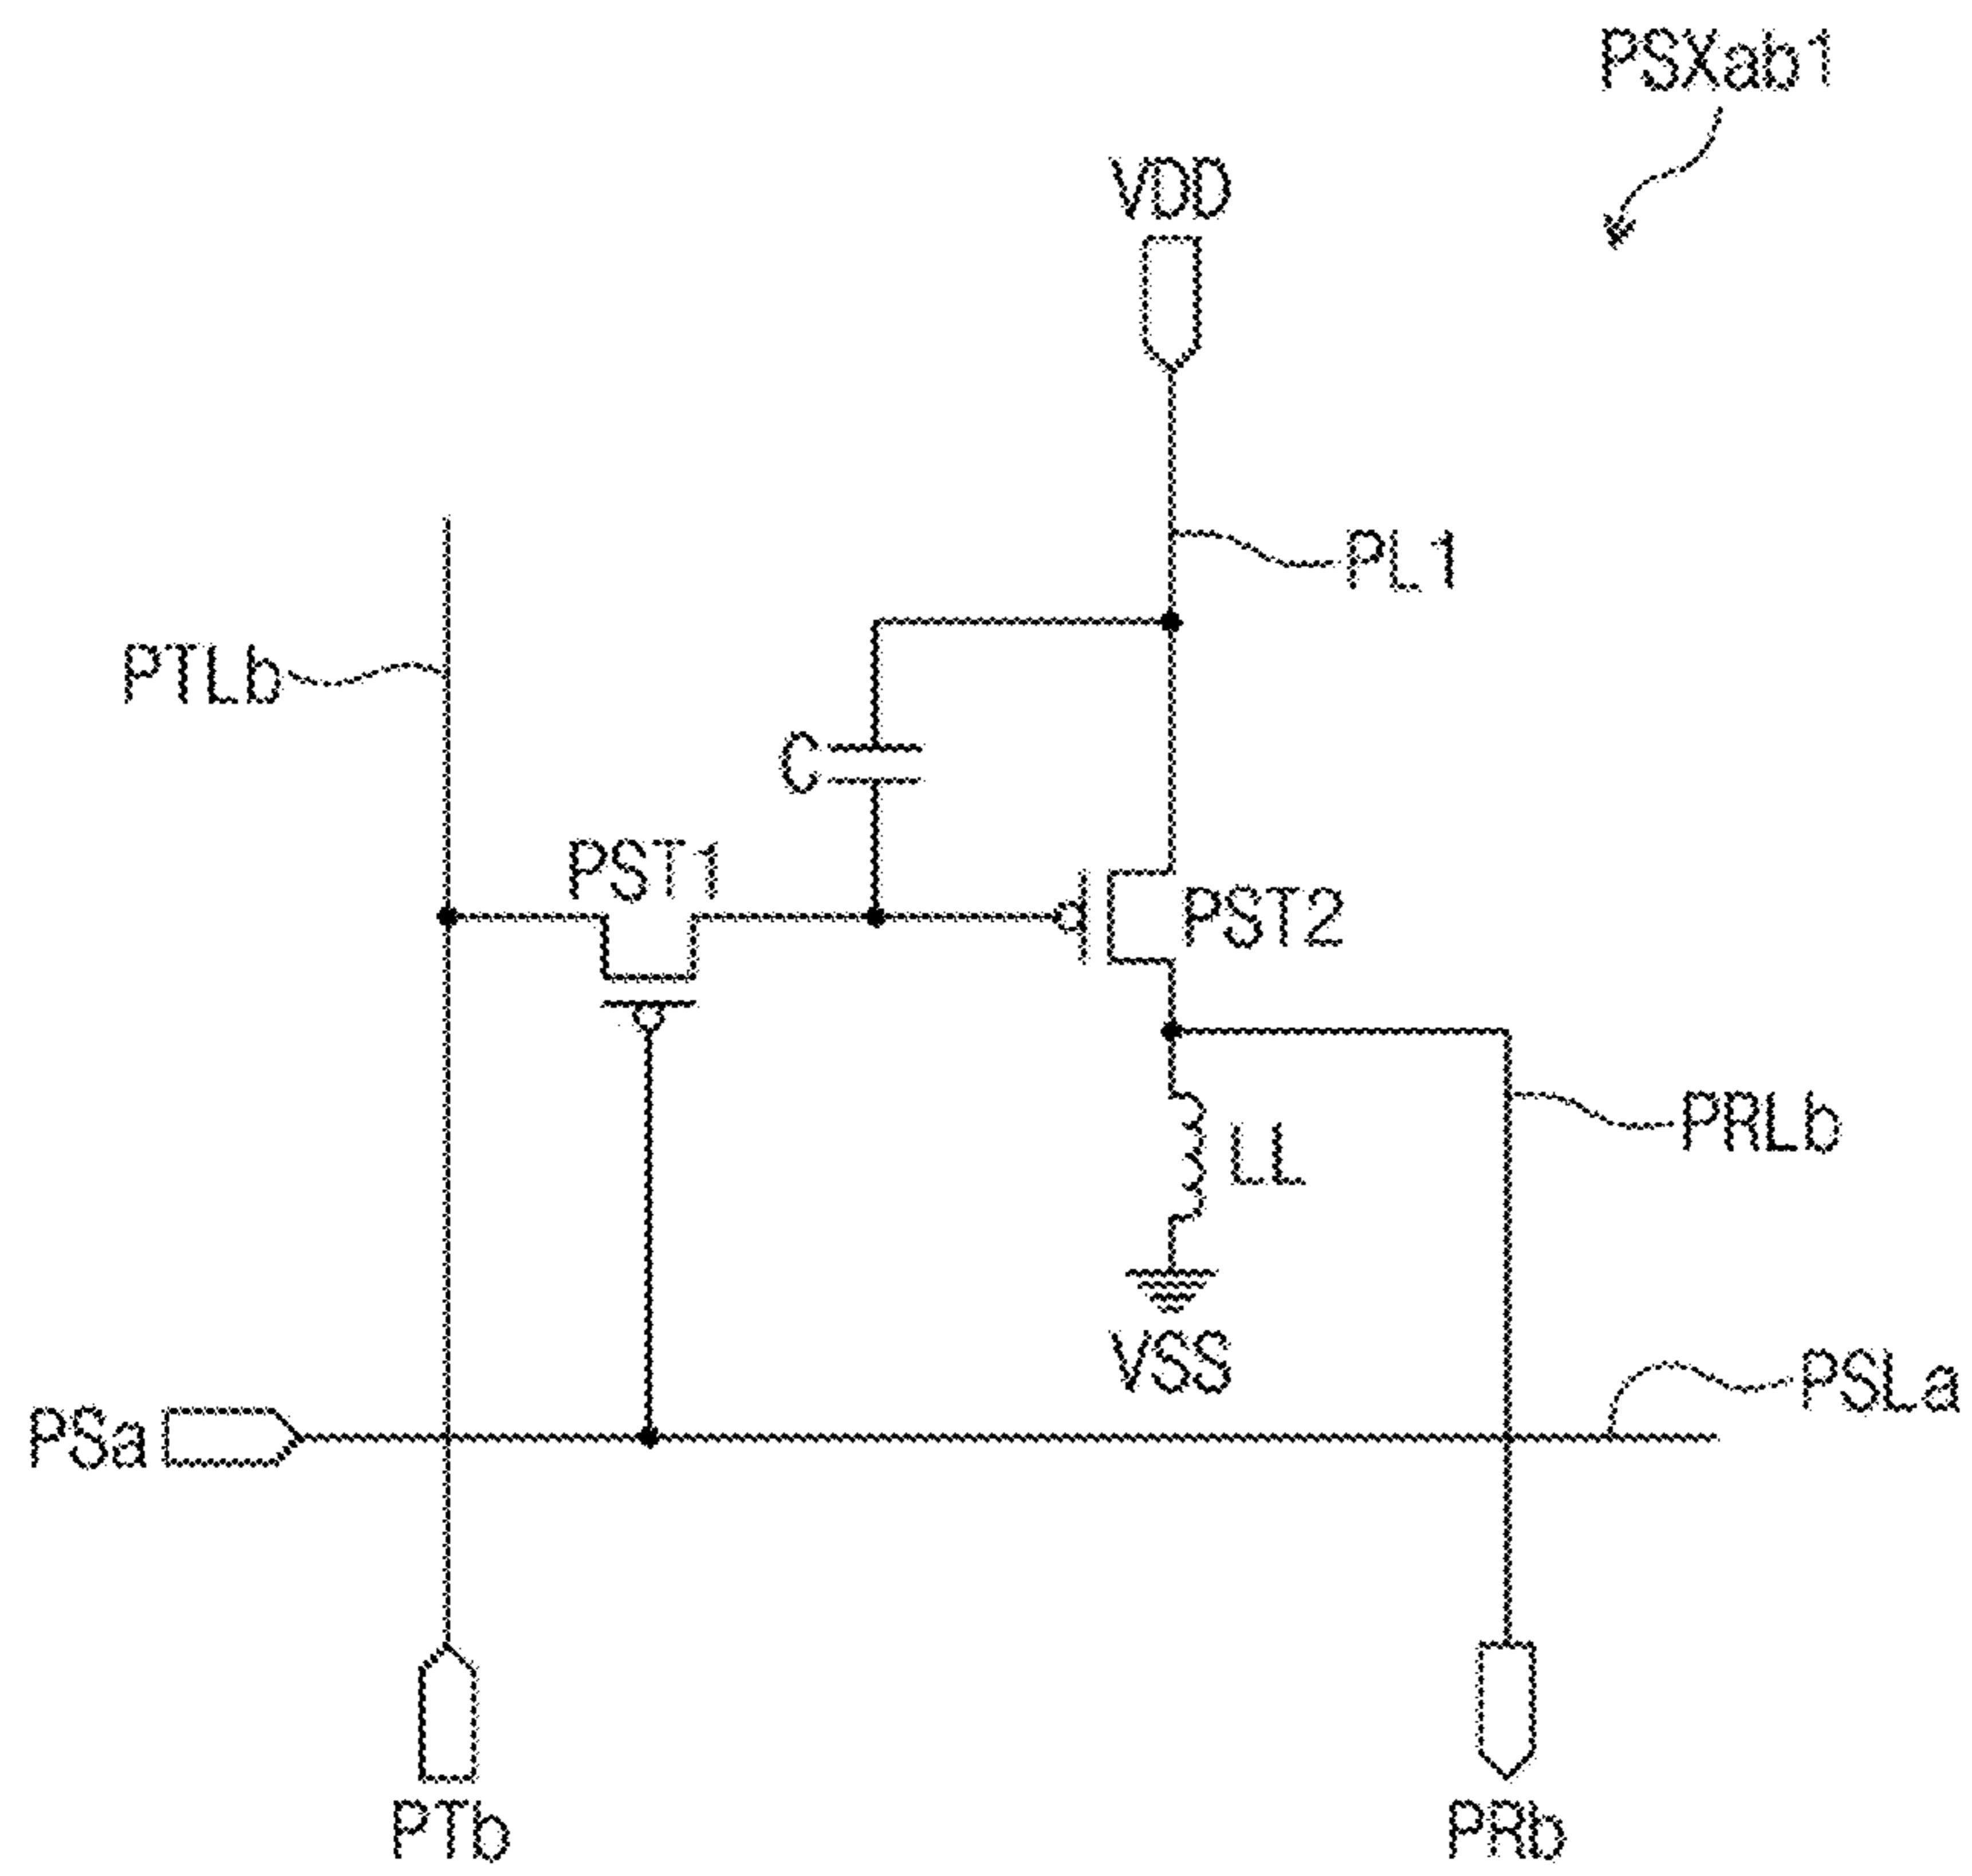 PSXab1
VDD
PL1
PTLb
C
PST1
PST2
PRLb
LL
VSS
PSLa
PSa
PTb
PRb